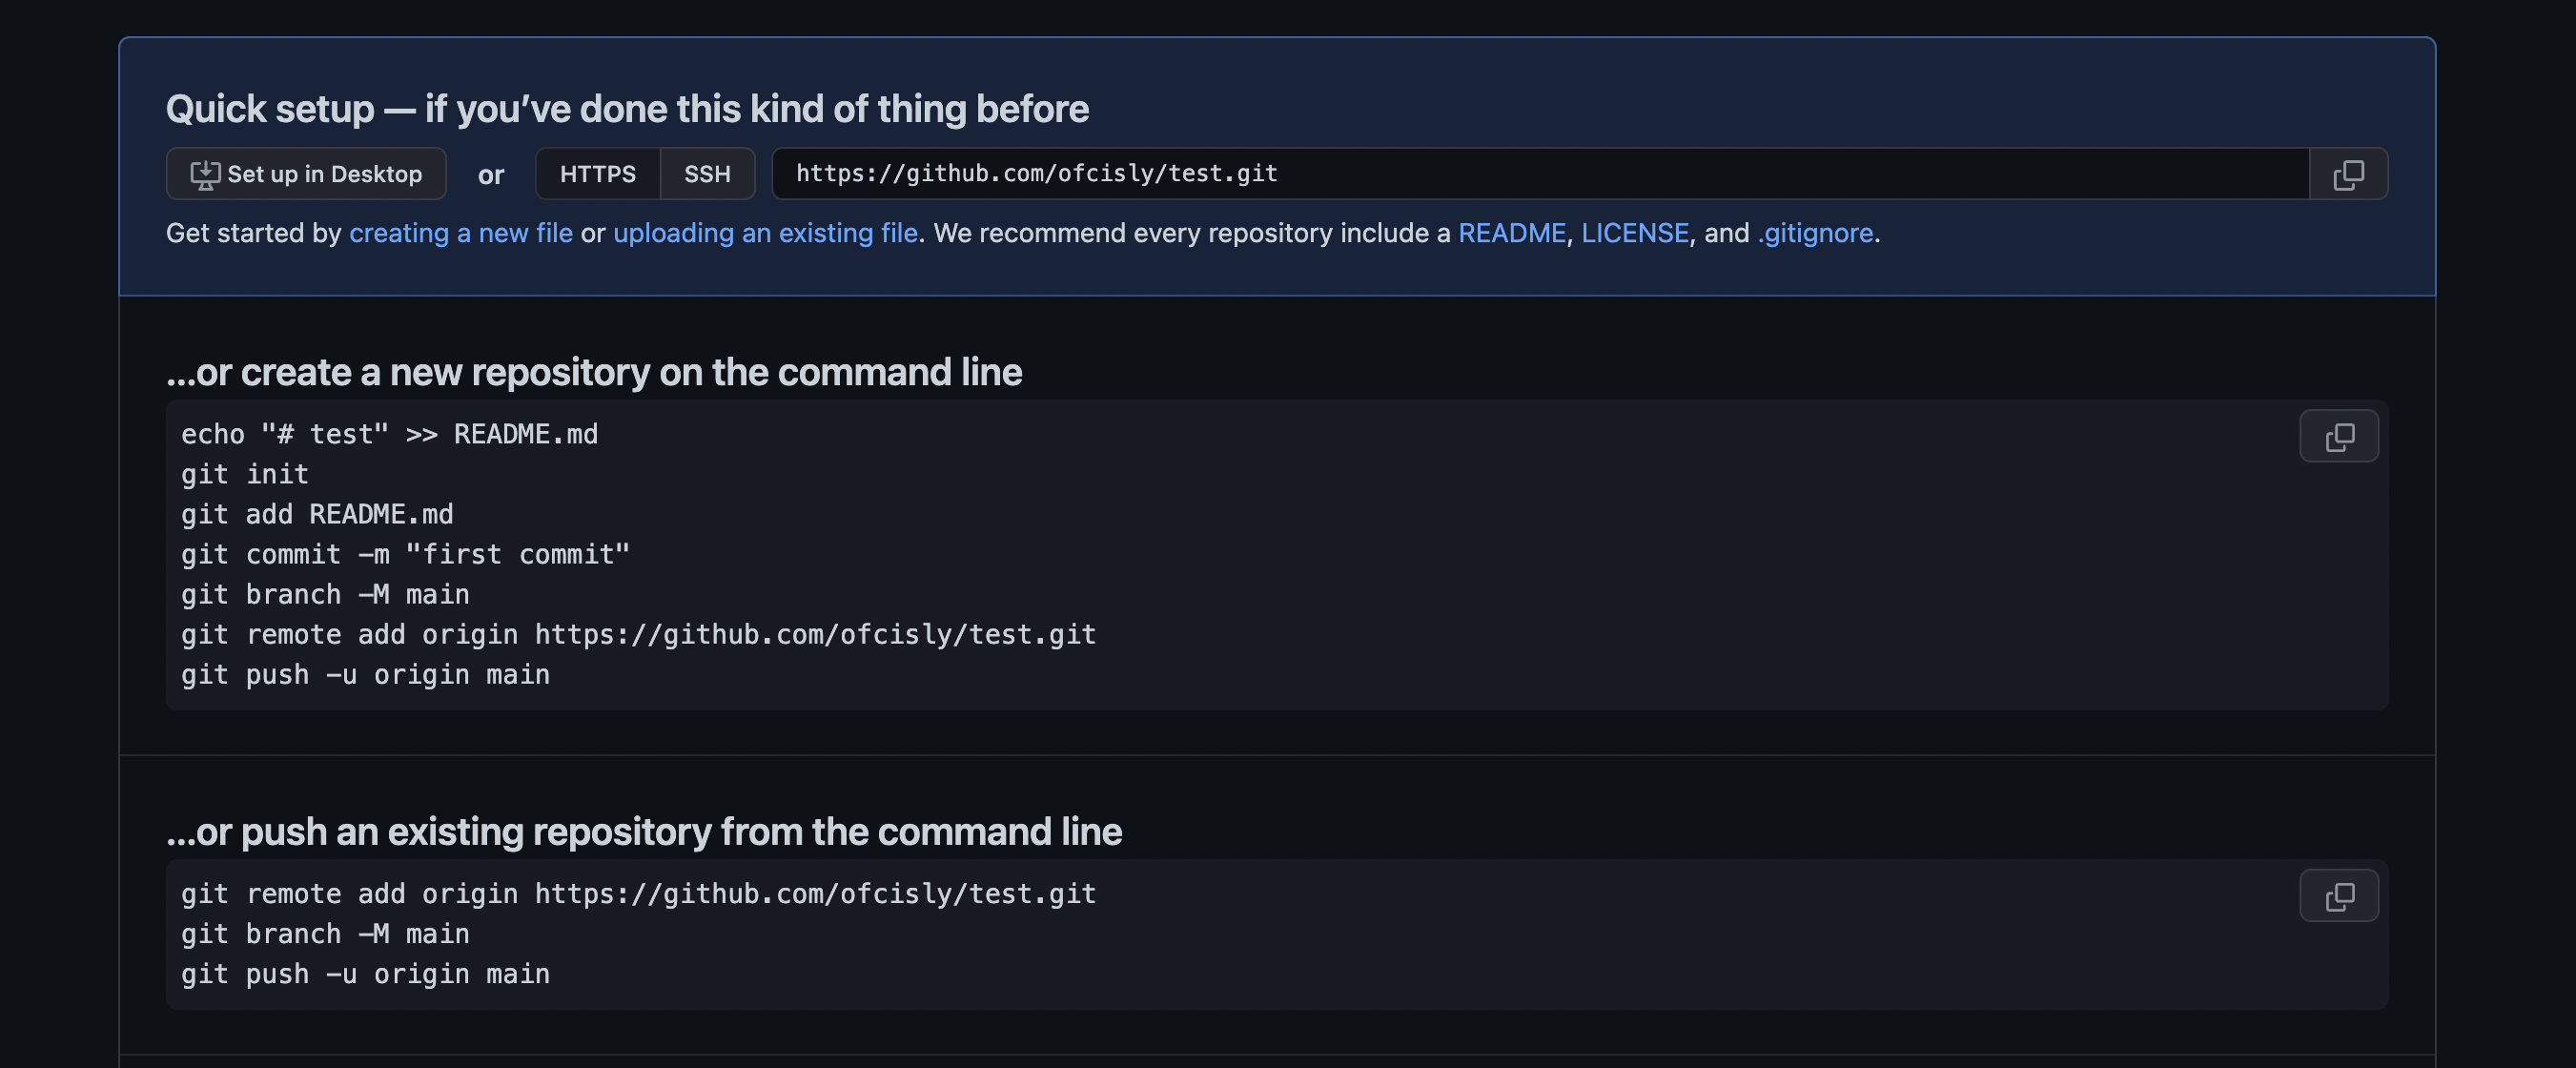 Quick setup — if you’ve done this kind of thing before
Set up in Desktop or HTTPS SSH https://github.com/ofcisly/test.git
Get started by creating a new file or uploading an existing file. We recommend every repository include a README, LICENSE, and .gitignore.
…or create a new repository on the command line
echo "# test" >> README.md
git init
git add README.md
git commit -m "first commit"
git branch -M main
git remote add origin https://github.com/ofcisly/test.git
git push -u origin main
…or push an existing repository from the command line
git remote add origin https://github.com/ofcisly/test.git
git branch -M main
git push -u origin main